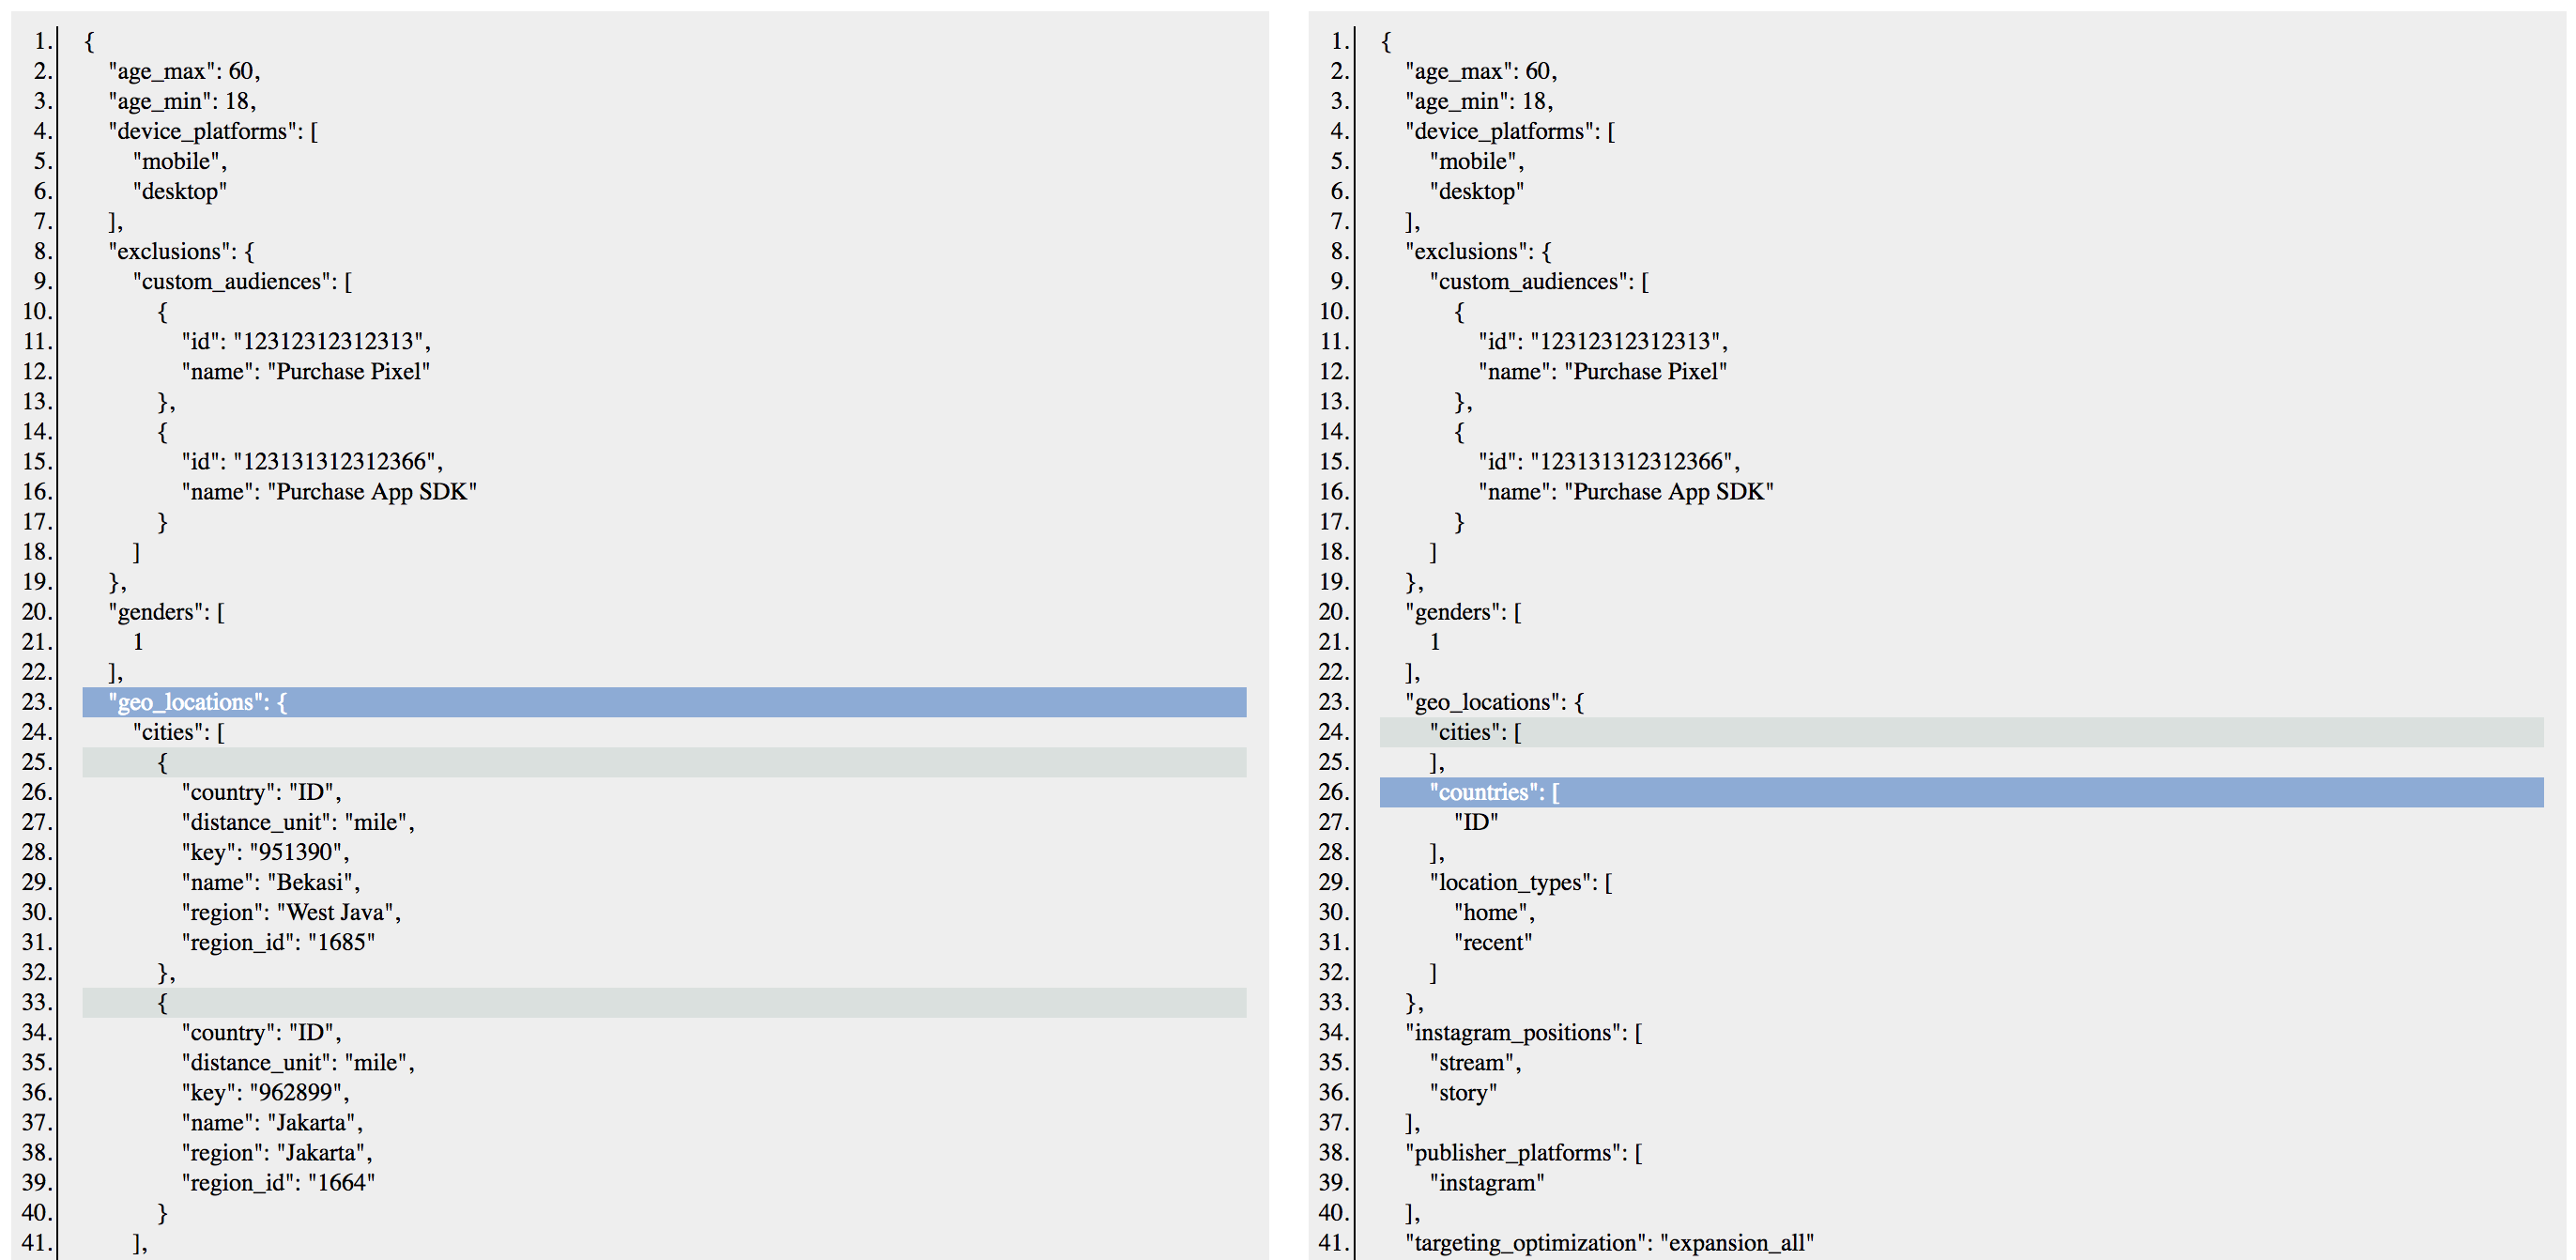 1. {
2. "age_max": 60,
3. "age_min": 18,
4. "device_platforms": [
5. "mobile",
6. "desktop"
7. ],
8. "exclusions": {
9. "custom_audiences": [
10. {
11. "id": "12312312312313",
12. "name": "Purchase Pixel"
13. },
14. {
15. "id": "123131312312366",
16. "name": "Purchase App SDK"
17. }
18. ]
19. },
20. "genders": [
21. 1
22. ],
23. "geo_locations": {
24. "cities": [
25. {
26. "country": "ID",
27. "distance_unit": "mile",
28. "key": "951390",
29. "name": "Bekasi",
30. "region": "West Java",
31. "region_id": "1685"
32. },
33. {
34. "country": "ID",
35. "distance_unit": "mile",
36. "key": "962899",
37. "name": "Jakarta",
38. "region": "Jakarta",
39. "region_id": "1664"
40. }
41. ],
1. {
2. "age_max": 60,
3. "age_min": 18,
4. "device_platforms": [
5. "mobile",
6. "desktop"
7. ],
8. "exclusions": {
9. "custom_audiences": [
10. {
11. "id": "12312312312313",
12. "name": "Purchase Pixel"
13. },
14. {
15. "id": "123131312312366",
16. "name": "Purchase App SDK"
17. }
18. ]
19. },
20. "genders": [
21. 1
22. ],
23. "geo_locations": {
24. "cities": [
25. ],
26. "countries": [
27. "ID"
28. ],
29. "location_types": [
30. "home",
31. "recent"
32. ]
33. },
34. "instagram_positions": [
35. "stream",
36. "story"
37. ],
38. "publisher_platforms": [
39. "instagram"
40. ],
41. "targeting_optimization": "expansion_all"